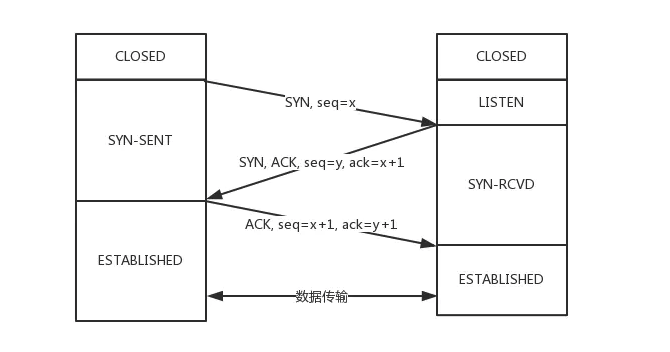 CLOSED
CLOSED
SYN, seq=x
LISTEN
SYN-SENT
SYN, ACK, seq=y, ack=x+1
SYN-RCVD
ACK, seq=x+1, ack=y+1
ESTABLISHED
ESTABLISHED
数据传输